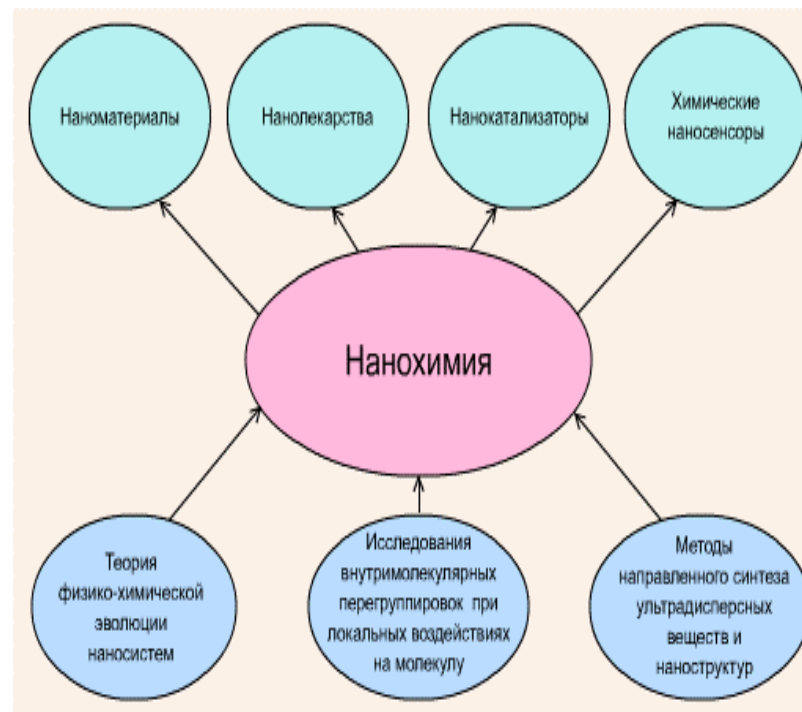 Наноматериалы
Нанолекарства
Нанокатализаторы
Химические
наносенсоры
Нанохимия
Теория
физико-химической
эволюции
наносистем
Исследования
внутримолекулярных
перегруппировок при
локальных воздействиях
на молекулу
Методы
направленного синтеза
ультрадисперсных
веществ и
наноструктур